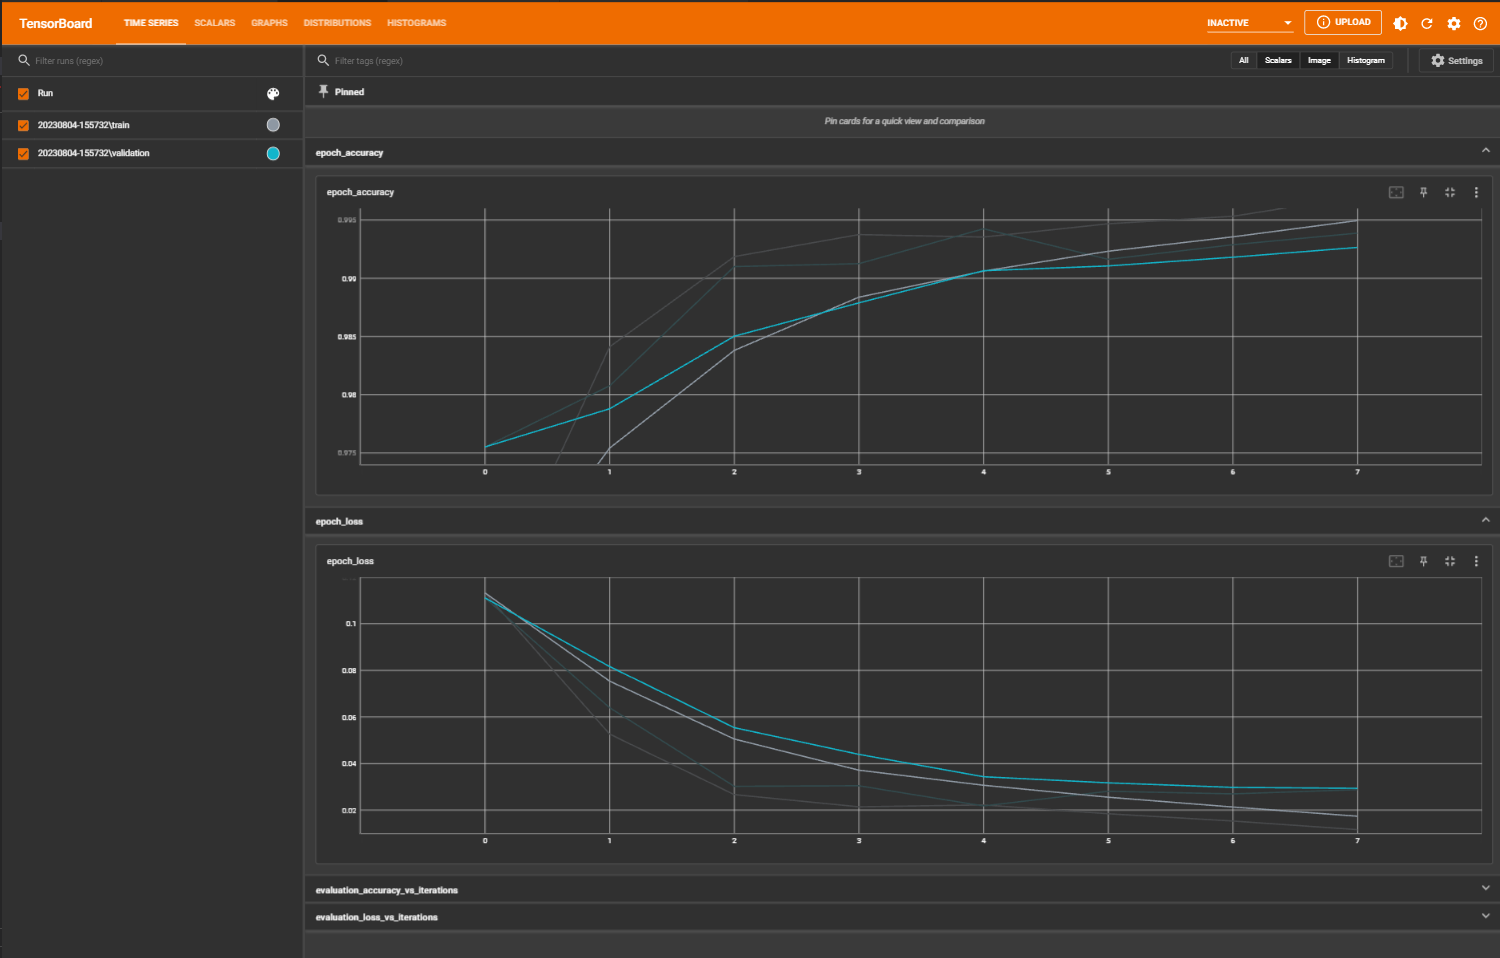 TensorBoard
TIME SERIES
SCALARS
GRAPHS
DISTRIBUTIONS
HISTOGRAMS
INACTIVE
UPLOAD
Filter runs (regex)
Run
20230804-155732\train
20230804-155732\validation
Filter tags (regex)
All
Scalars
Image
Histogram
Settings
Pinned
Pin cards for a quick view and comparison
epoch_accuracy
epoch_accuracy
0.995
0.99
0.985
0.98
0.975
0 1 2 3 4 5 6 7
epoch_loss
epoch_loss
0.1
0.08
0.06
0.04
0.02
0 1 2 3 4 5 6 7
evaluation_accuracy_vs_iterations
evaluation_loss_vs_iterations